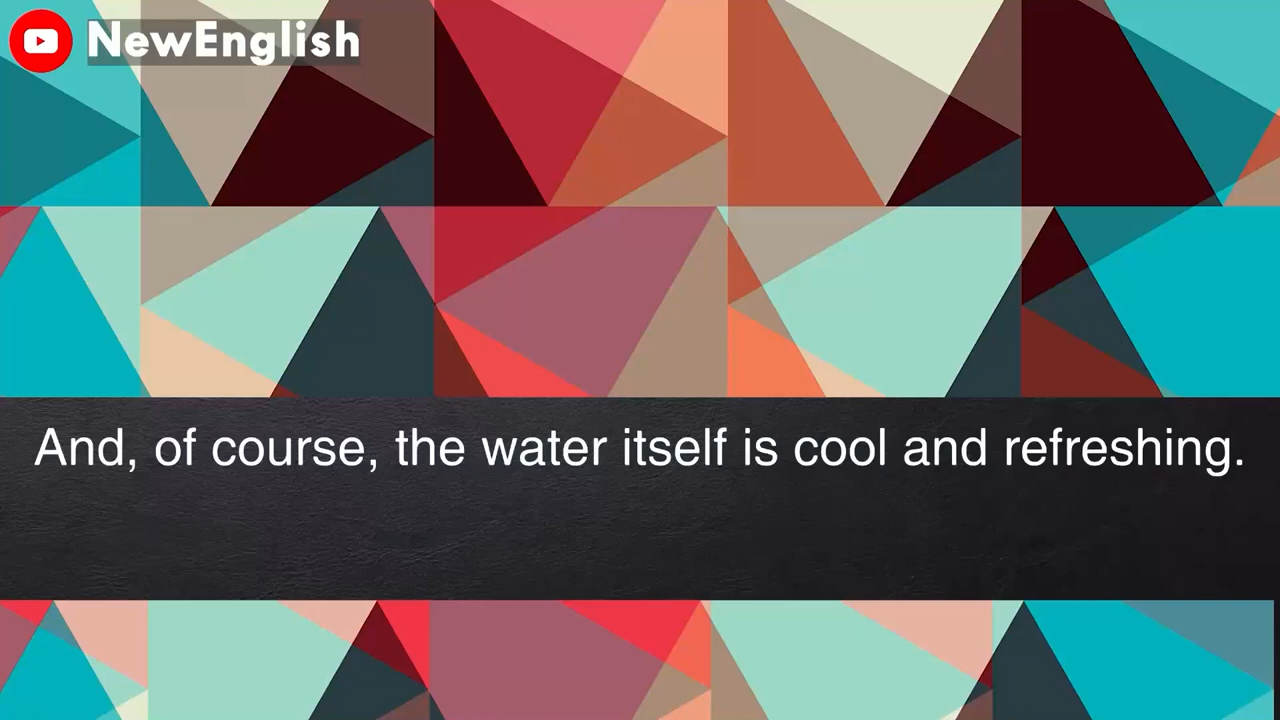 NewEnglish
And, of course, the water itself is cool and refreshing.